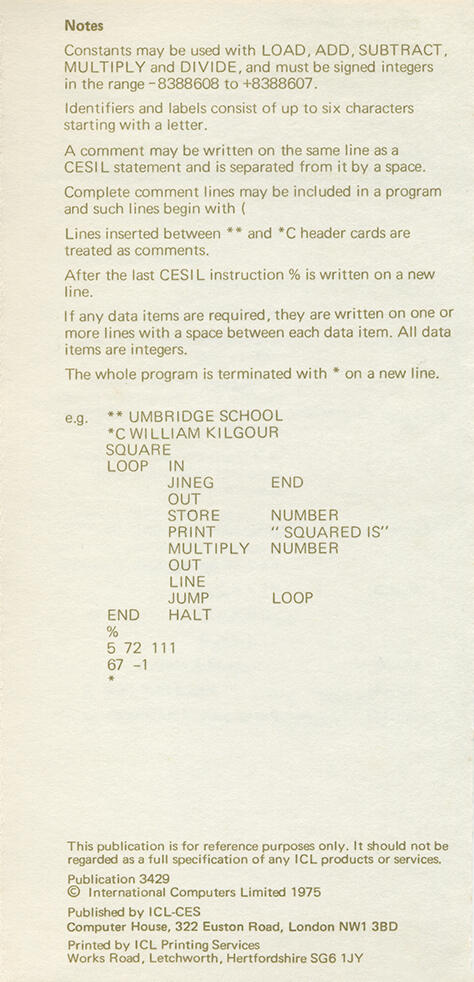 Notes
Constants may be used with LOAD, ADD, SUBTRACT,
MULTIPLY and DIVIDE, and must be signed integers
in the range -8388608 to +8388607.
Identifiers and labels consist of up to six characters
starting with a letter.
A comment may be written on the same line as a
CESIL statement and is separated from it by a space.
Complete comment lines may be included in a program
and such lines begin with (
Lines inserted between ** and *C header cards are
treated as comments.
After the last CESIL instruction % is written on a new
line.
If any data items are required, they are written on one or
more lines with a space between each data item. All data
items are integers.
The whole program is terminated with * on a new line.
e.g. ** UMBRIDGE SCHOOL
*C WILLIAM KILGOUR
SQUARE
LOOP IN
JINEG END
OUT
STORE NUMBER
PRINT " SQUARED IS"
MULTIPLY NUMBER
OUT
LINE
JUMP LOOP
END HALT
%
5 72 111
67 -1
*
This publication is for reference purposes only. It should not be
regarded as a full specification of any ICL products or services.
Publication 3429
© International Computers Limited 1975
Published by ICL-CES
Computer House, 322 Euston Road, London NW1 3BD
Printed by ICL Printing Services
Works Road, Letchworth, Hertfordshire SG6 1JY